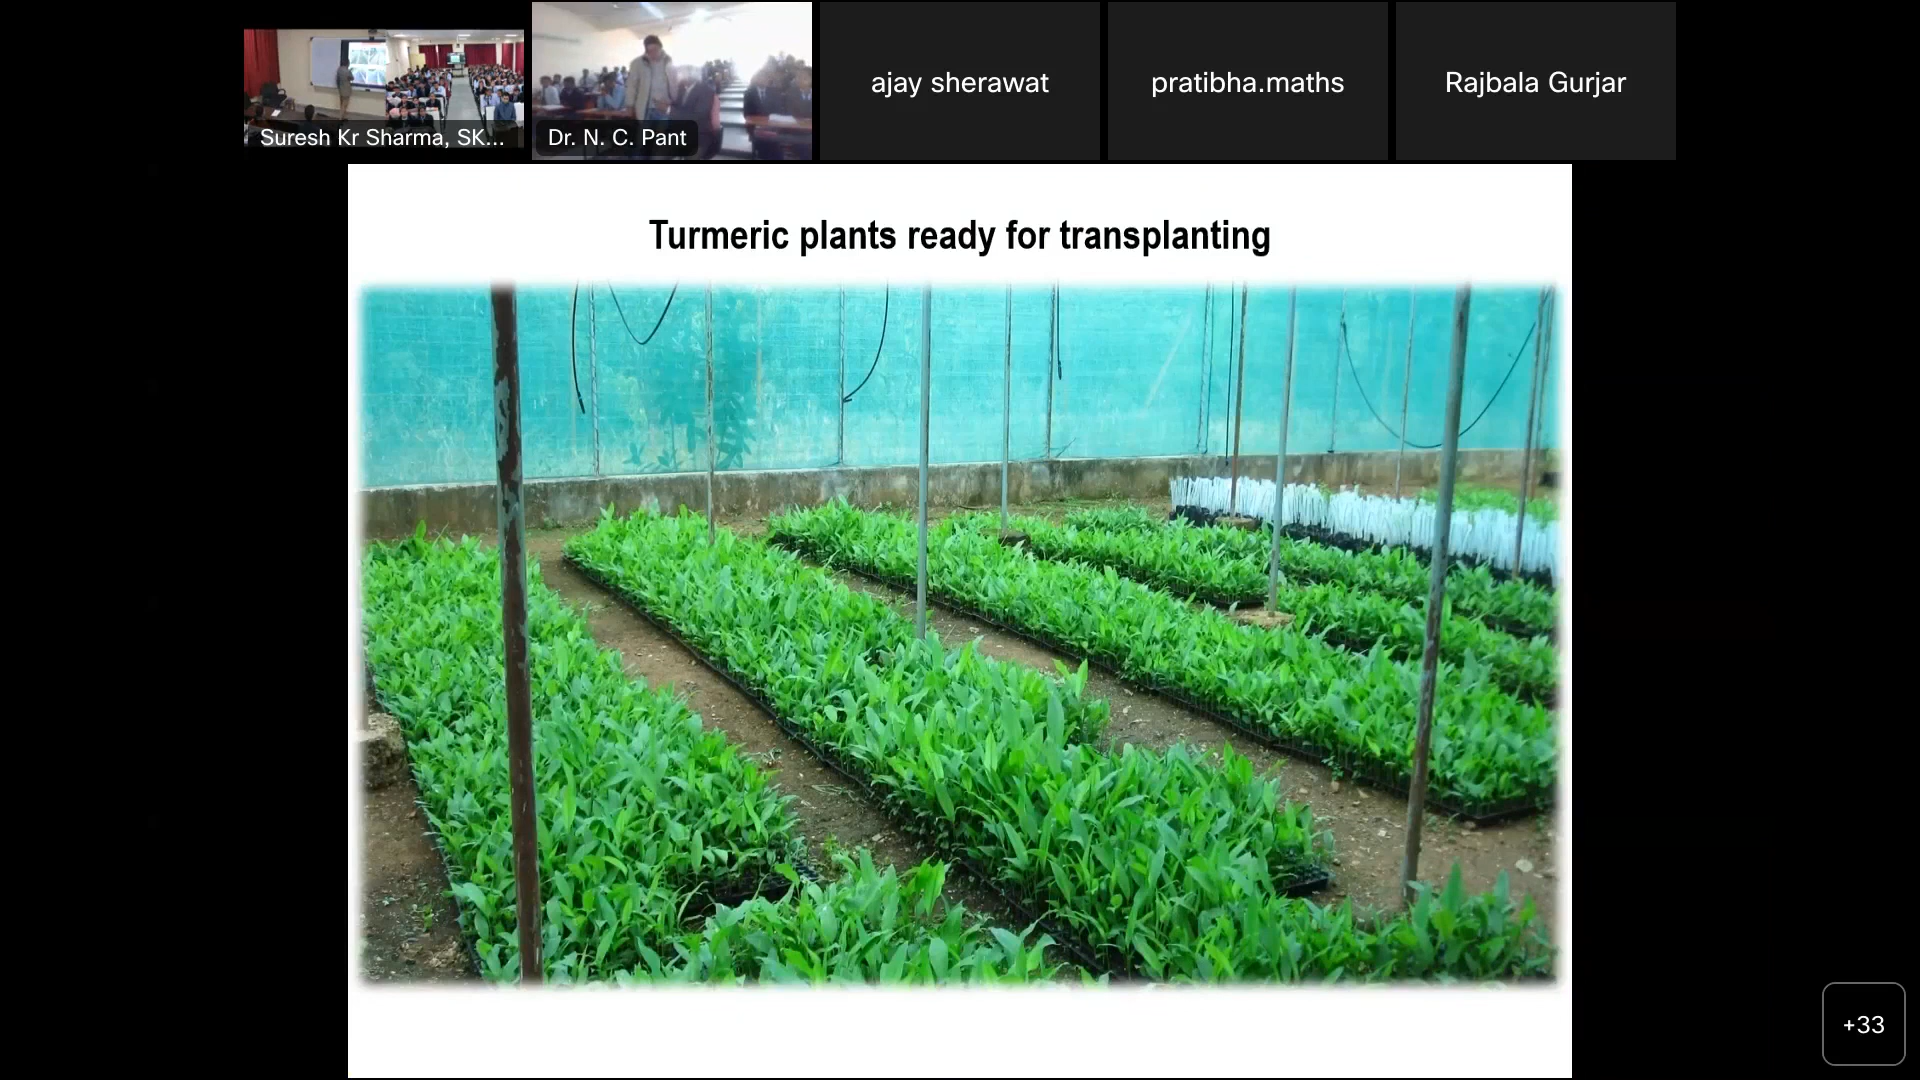 Suresh Kr Sharma, SK...
Dr. N. C. Pant
ajay sherawat
pratibha.maths
Rajbala Gurjar
Turmeric plants ready for transplanting
+33